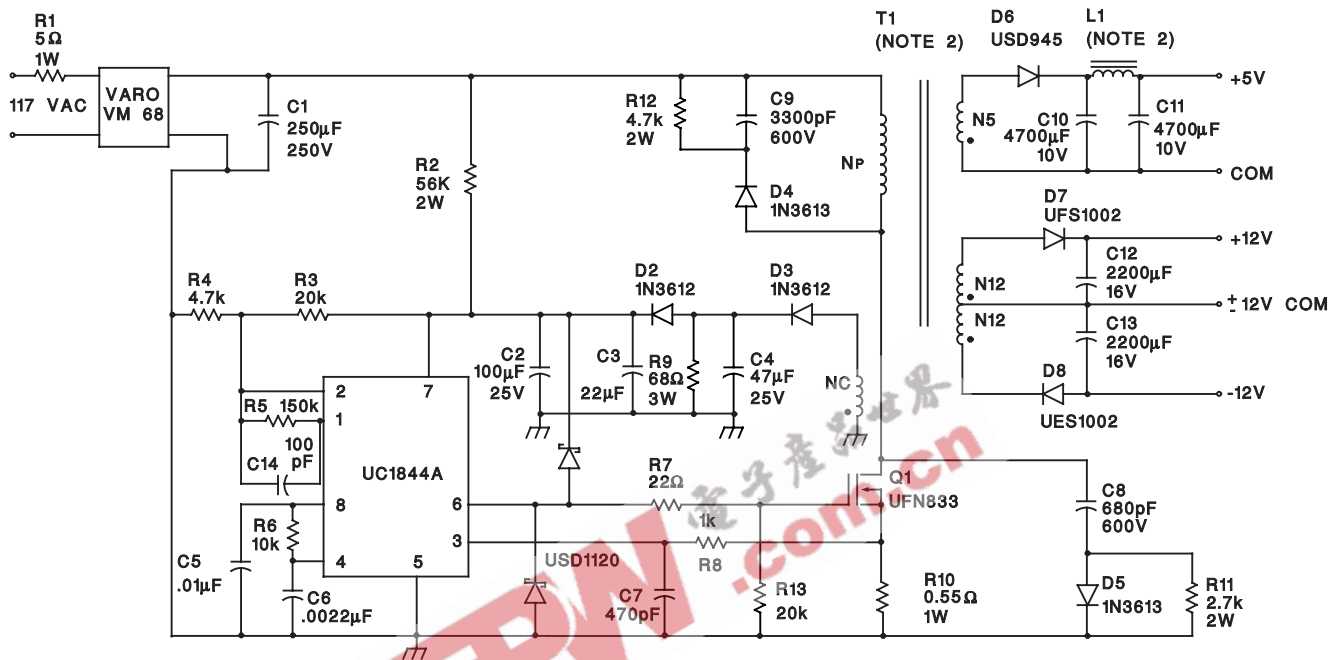 R1
5Ω
1W
117 VAC
VARO
VM 68
C1
250μF
250V
R2
56K
2W
R12
4.7k
2W
C9
3300pF
600V
D4
1N3613
NP
T1
(NOTE 2)
D6
USD945
L1
(NOTE 2)
+5V
N5
C10
4700μF
10V
C11
4700μF
10V
COM
D7
UFS1002
+12V
N12
N12
C12
2200μF
16V
± 12V COM
C13
2200μF
16V
D8
UES1002
-12V
R4
4.7k
R3
20k
D2
1N3612
D3
1N3612
C2
100μF
25V
C3
22μF
R9
68Ω
3W
C4
47μF
25V
NC
2
7
R5 150k
1
100
pF
C14
UC1844A
8
6
R6
10k
4
5
3
C5
.01μF
C6
.0022μF
R7
22Ω
1k
R8
USD1120
C7
470pF
R13
20k
Q1
UFN833
R10
0.55Ω
1W
C8
680pF
600V
D5
1N3613
R11
2.7k
2W
電子產品世界
.com.cn